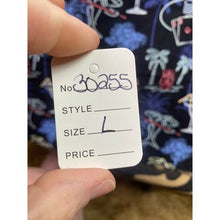 No 30255
STYLE
SIZE L
PRICE